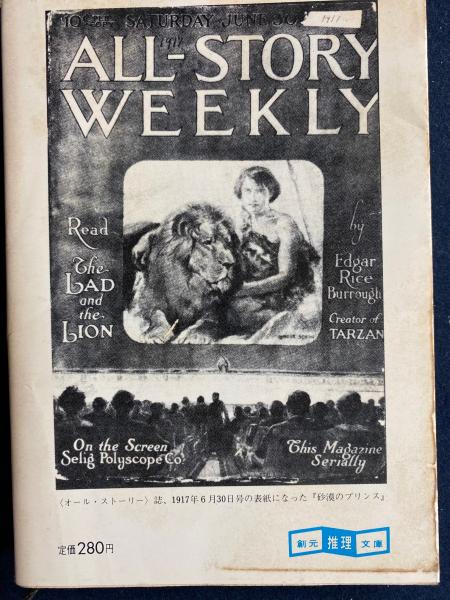 10 CENTS SATURDAY JUNE 30
1917
1917
ALL-STORY
WEEKLY
Read
The
LAD
and
the
LION
by
Edgar
Rice
Burrough
Creator of
TARZAN
On the Screen
Selig Polyscope Co.
This Magazine
Serially
〈オール・ストーリー〉誌、1917年6月30日号の表紙になった『砂漠のプリンス』
定価280円
創元推理文庫